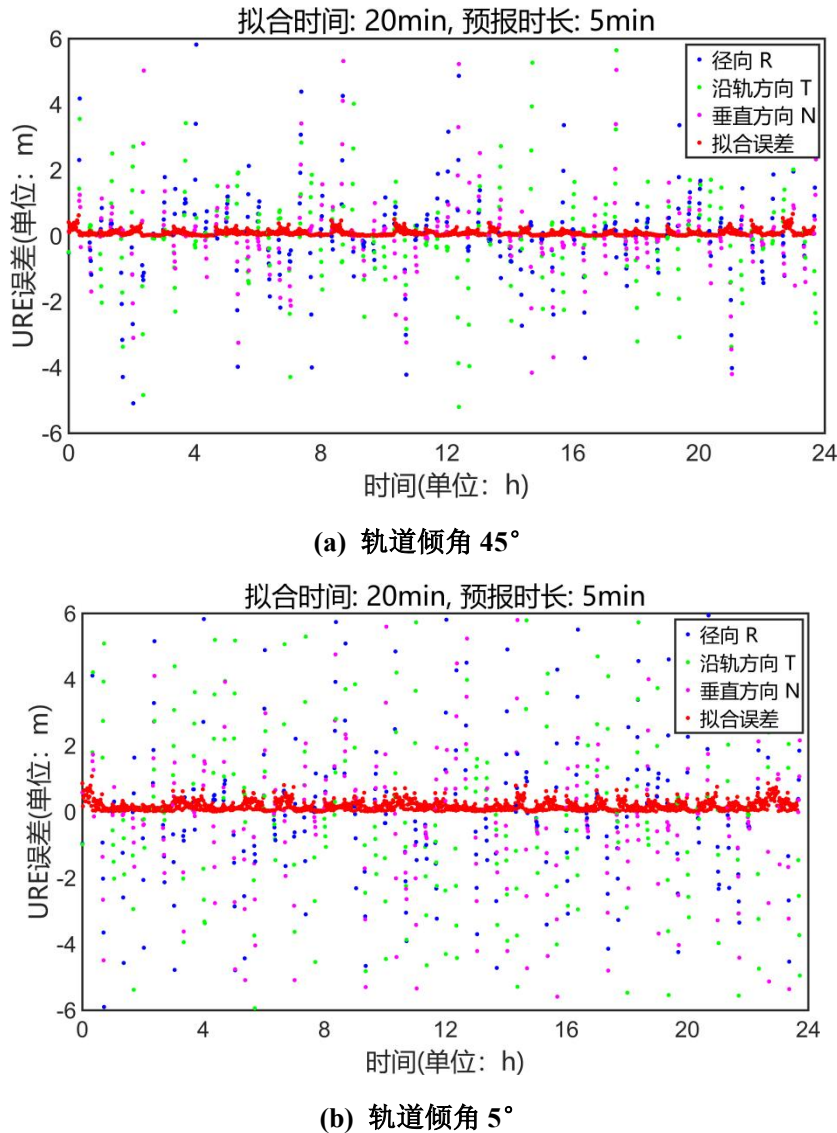 拟合时间: 20min, 预报时长: 5min
6
4
2
0
-2
-4
-6
URE误差(单位：m)
径向 R
沿轨方向 T
垂直方向 N
拟合误差
0 4 8 12 16 20 24
时间(单位：h)
(a) 轨道倾角 45°
拟合时间: 20min, 预报时长: 5min
6
4
2
0
-2
-4
-6
URE误差(单位：m)
径向 R
沿轨方向 T
垂直方向 N
拟合误差
0 4 8 12 16 20 24
时间(单位：h)
(b) 轨道倾角 5°